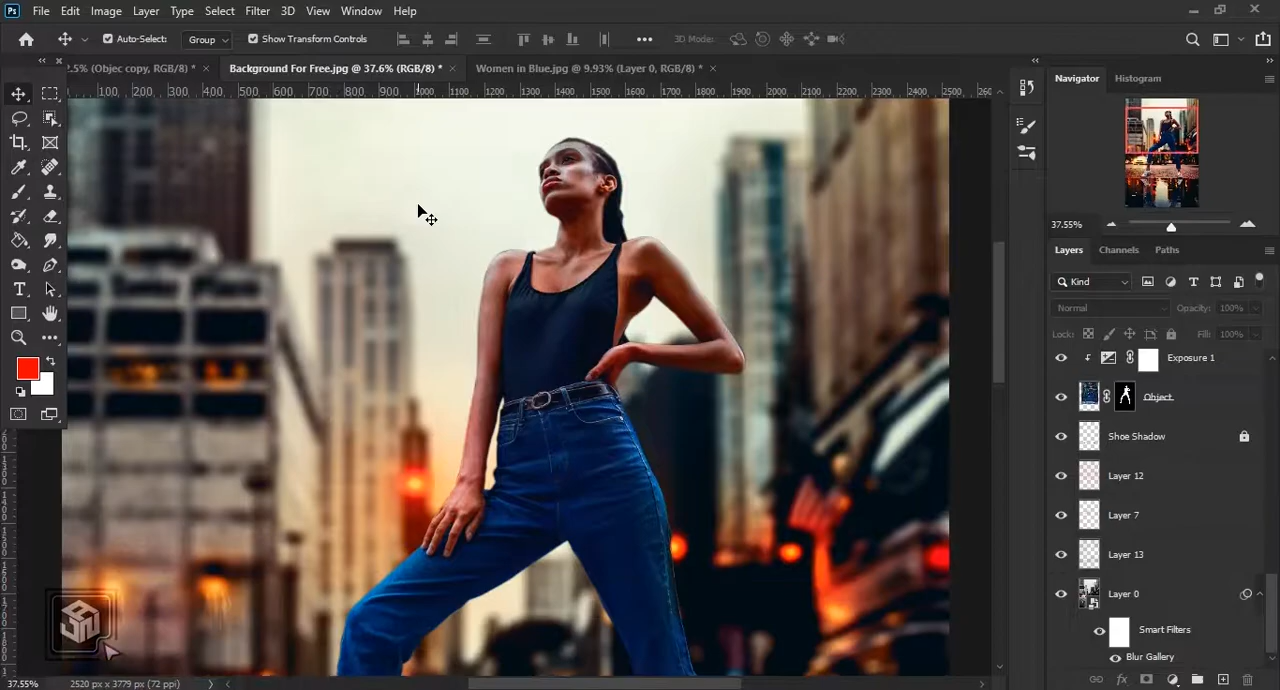 Ps File Edit Image Layer Type Select Filter 3D View Window Help
Auto-Select: Group Show Transform Controls 3D Mode:
2.5% (Objec copy, RGB/8) * Background For Free.jpg @ 37.6% (RGB/8) * Women in Blue.jpg @ 9.93% (Layer 0, RGB/8) *
100 200 300 400 500 600 700 800 900 1000 1100 1200 1300 1400 1500 1600 1700 1800 1900 2000 2100 2200 2300 2400 2500
Navigator Histogram
37.55%
Layers Channels Paths
Kind
Normal Opacity: 100%
Lock: Fill: 100%
Exposure 1
Object
Shoe Shadow
Layer 12
Layer 7
Layer 13
Layer 0
Smart Filters
Blur Gallery
37.55% 2520 px x 3779 px (72 ppi)